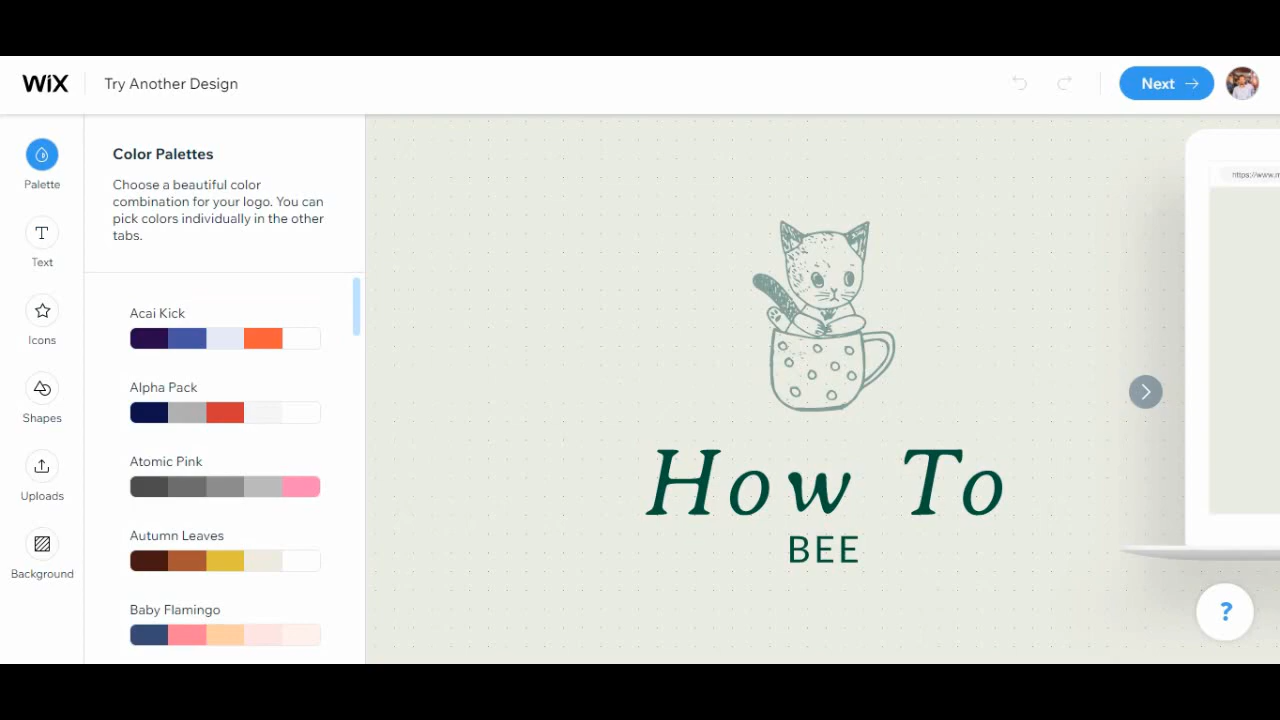 WiX
Try Another Design
Next
Palette
Text
Icons
Shapes
Uploads
Background
Color Palettes
Choose a beautiful color
combination for your logo. You can
pick colors individually in the other
tabs.
Acai Kick
Alpha Pack
Atomic Pink
Autumn Leaves
Baby Flamingo
How To
BEE
https://www.m
?